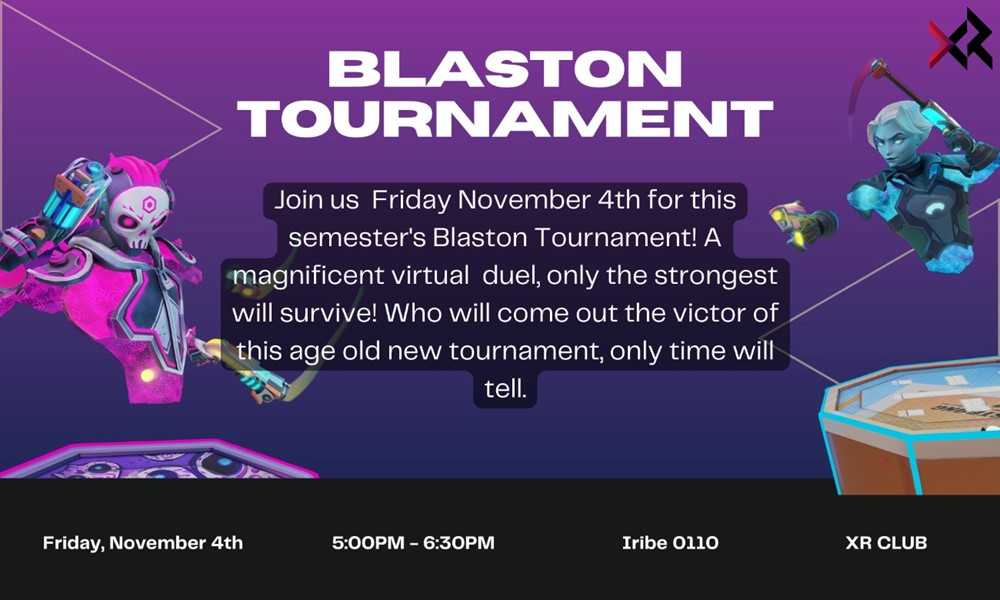 XR
BLASTON
TOURNAMENT
Join us  Friday November 4th for this
semester's Blaston Tournament! A
magnificent virtual  duel, only the strongest
will survive! Who will come out the victor of
this age old new tournament, only time will
tell.
Friday, November 4th
5:00PM - 6:30PM
Iribe 0110
XR CLUB